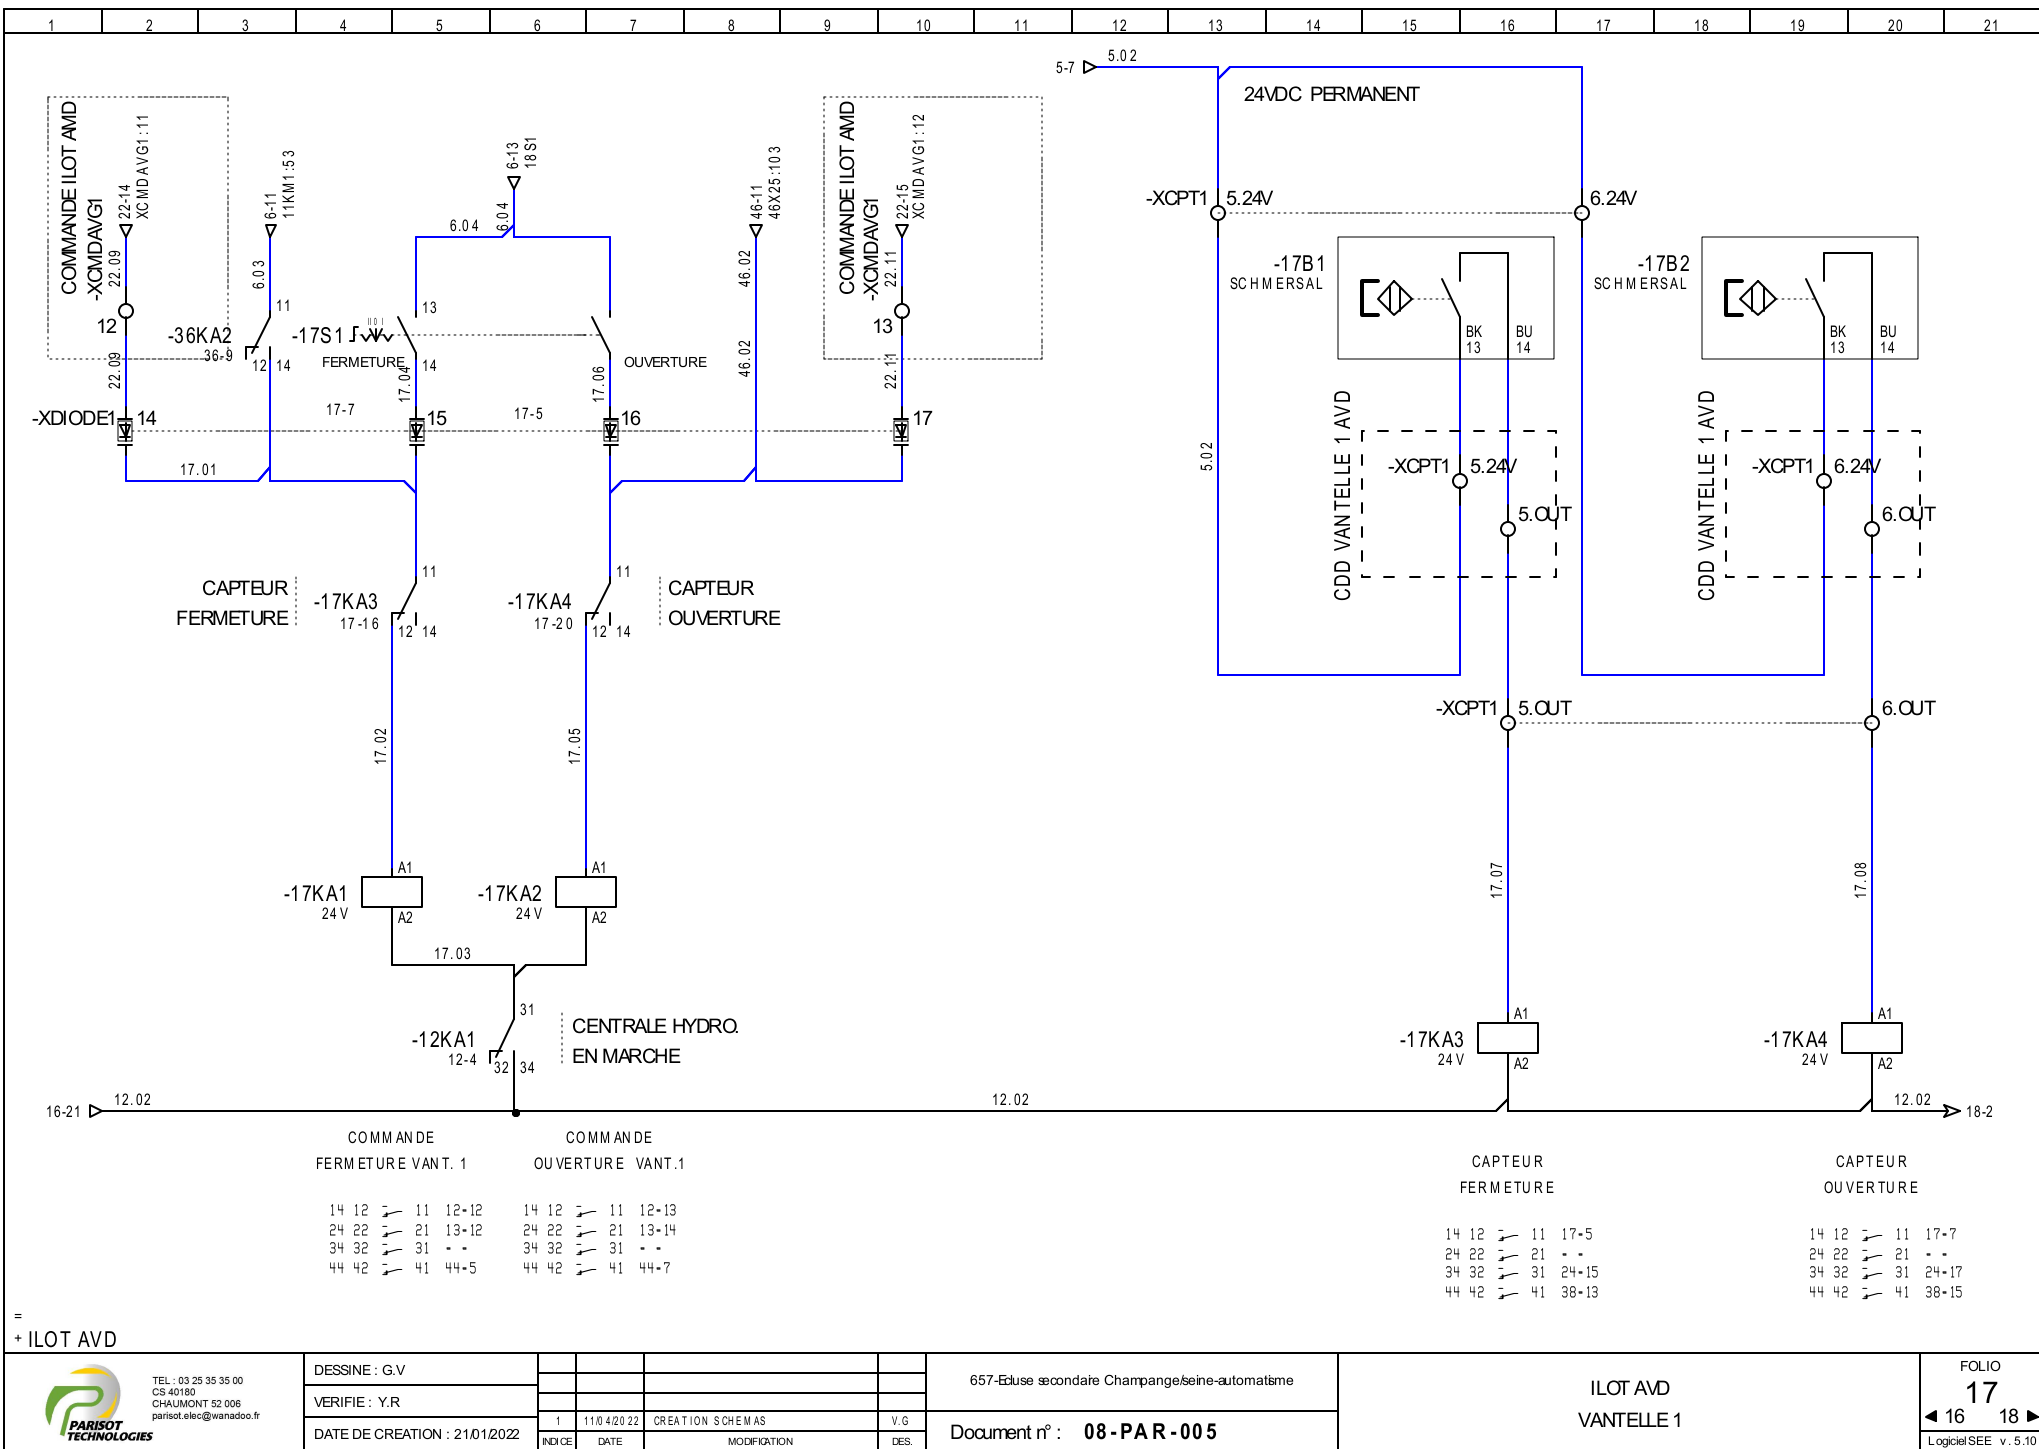 1 2 3 4 5 6 7 8 9 10 11 12 13 14 15 16 17 18 19 20 21
5-7 5.02
24VDC PERMANENT
COMMANDE ILOT AMD
-XCMDAVG1
22-14
XCMDAVG1:11
22.09
12
22.09
6-11
11KM1:53
6.03
-36KA2
36-9
11
12 14
6-13
18S1
6.04
6.04
-17S1
II 0 I
13
FERMETURE
14
17.04
OUVERTURE
17.06
46-11
46X25:103
46.02
46.02
COMMANDE ILOT AMD
-XCMDAVG1
22-15
XCMDAVG1:12
22.11
13
22.11
-XDIODE1 14
17-7
15
17-5
16
17
17.01
CAPTEUR
FERMETURE
-17KA3
17-16
11
12 14
-17KA4
17-20
11
12 14
CAPTEUR
OUVERTURE
17.02
17.05
-17KA1
24V
A1
A2
-17KA2
24V
A1
A2
17.03
-12KA1
12-4
31
32 34
CENTRALE HYDRO.
EN MARCHE
-XCPT1 5.24V
6.24V
-17B1
SCHMERSAL
BK BU
13 14
-17B2
SCHMERSAL
BK BU
13 14
5.02
CDD VANTELLE 1 AVD
-XCPT1 5.24V
5.OUT
CDD VANTELLE 1 AVD
-XCPT1 6.24V
6.OUT
-XCPT1 5.OUT
6.OUT
17.07
17.08
-17KA3
24V
A1
A2
-17KA4
24V
A1
A2
16-21 12.02
12.02
12.02 18-2
COMMANDE
FERMETURE VANT. 1
14 12 11 12-12
24 22 21 13-12
34 32 31 - -
44 42 41 44-5
COMMANDE
OUVERTURE VANT.1
14 12 11 12-13
24 22 21 13-14
34 32 31 - -
44 42 41 44-7
CAPTEUR
FERMETURE
14 12 11 17-5
24 22 21 - -
34 32 31 24-15
44 42 41 38-13
CAPTEUR
OUVERTURE
14 12 11 17-7
24 22 21 - -
34 32 31 24-17
44 42 41 38-15
=
+ ILOT AVD
PARISOT
TECHNOLOGIES
TEL : 03 25 35 35 00
CS 40180
CHAUMONT 52 006
parisot.elec@wanadoo.fr
DESSINE : G.V
VERIFIE : Y.R
DATE DE CREATION : 21/01/2022
1 11/04/2022 CREATION SCHEMAS V.G
INDICE DATE MODIFICATION DES.
657-Ecluse secondaire Champange/seine-automatisme
Document n° : 08-PAR-005
ILOT AVD
VANTELLE 1
FOLIO
17
16 18
Logiciel SEE v.5.10